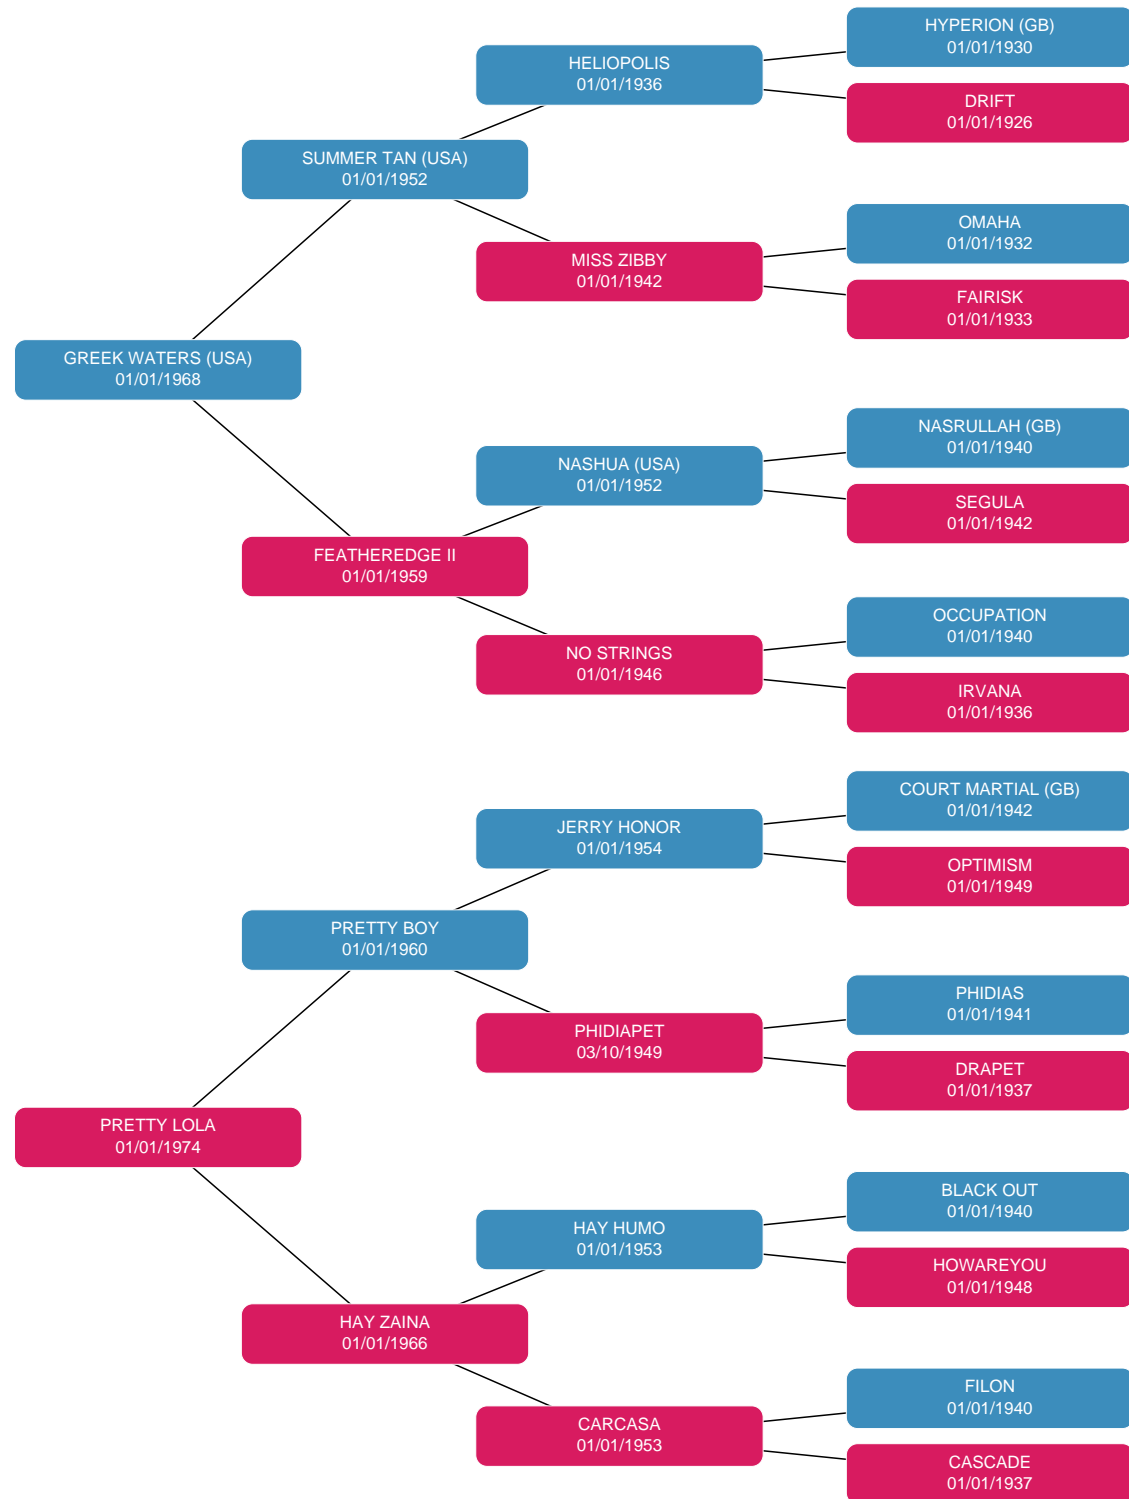 HYPERION (GB)
01/01/1930
HELIOPOLIS
01/01/1936
DRIFT
01/01/1926
SUMMER TAN (USA)
01/01/1952
OMAHA
01/01/1932
MISS ZIBBY
01/01/1942
FAIRISK
01/01/1933
GREEK WATERS (USA)
01/01/1968
NASRULLAH (GB)
01/01/1940
NASHUA (USA)
01/01/1952
SEGULA
01/01/1942
FEATHEREDGE II
01/01/1959
OCCUPATION
01/01/1940
NO STRINGS
01/01/1946
IRVANA
01/01/1936
COURT MARTIAL (GB)
01/01/1942
JERRY HONOR
01/01/1954
OPTIMISM
01/01/1949
PRETTY BOY
01/01/1960
PHIDIAS
01/01/1941
PHIDIAPET
03/10/1949
DRAPET
01/01/1937
PRETTY LOLA
01/01/1974
BLACK OUT
01/01/1940
HAY HUMO
01/01/1953
HOWAREYOU
01/01/1948
HAY ZAINA
01/01/1966
FILON
01/01/1940
CARCASA
01/01/1953
CASCADE
01/01/1937